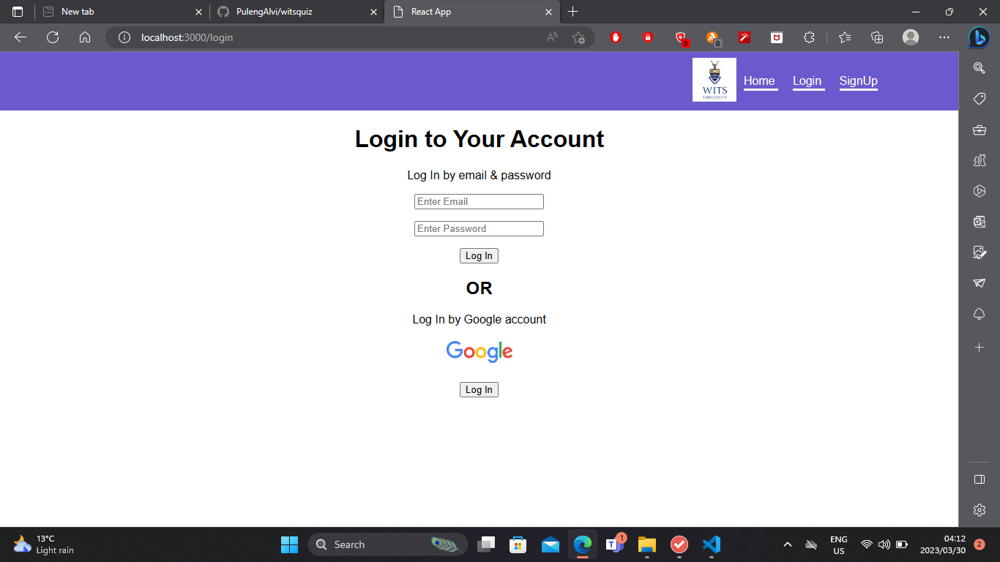 New tab
PulengAlvi/witsquiz
React App
localhost:3000/login
0
0
WITS
UNIVERSITY
Home
Login
SignUp
Login to Your Account
Log In by email & password
Enter Email
Enter Password
Log In
OR
Log In by Google account
Google
Log In
13°C
Light rain
Search
T
1
ENG
US
04:12
2023/03/30
2